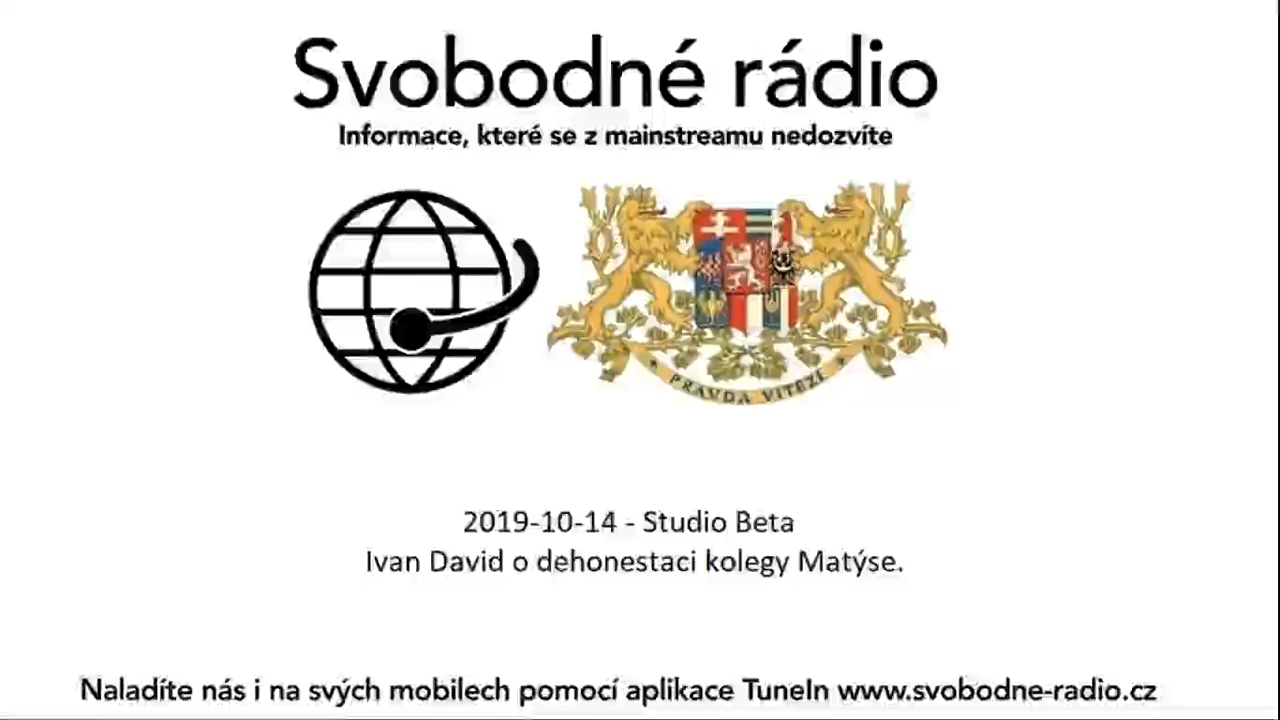 Svobodné rádio
Informace, které se z mainstreamu nedozvíte
PRAVDA VÍTĚZÍ
2019-10-14 - Studio Beta
Ivan David o dehonestaci kolegy Matýse.
Naladíte nás i na svých mobilech pomocí aplikace TuneIn www.svobodne-radio.cz